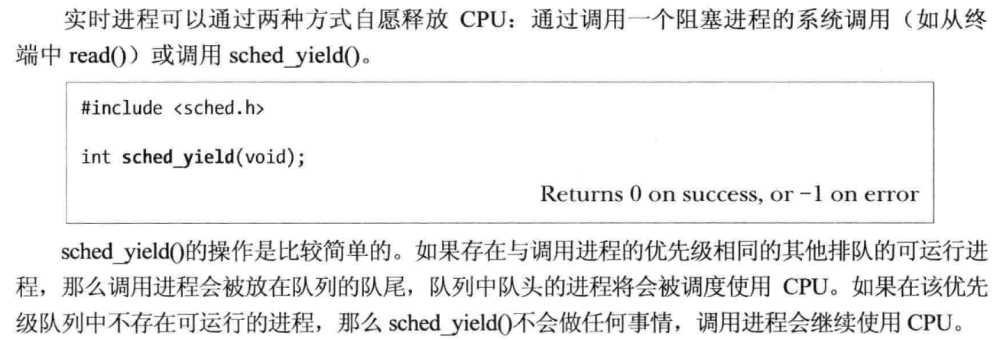 实时进程可以通过两种方式自愿释放 CPU：通过调用一个阻塞进程的系统调用（如从终
端中 read()）或调用 sched_yield()。
#include <sched.h>
int sched_yield(void);
Returns 0 on success, or −1 on error
sched_yield()的操作是比较简单的。如果存在与调用进程的优先级相同的其他排队的可运行进
程，那么调用进程会被放在队列的队尾，队列中队头的进程将会被调度使用 CPU。如果在该优先
级队列中不存在可运行的进程，那么 sched_yield()不会做任何事情，调用进程会继续使用 CPU。